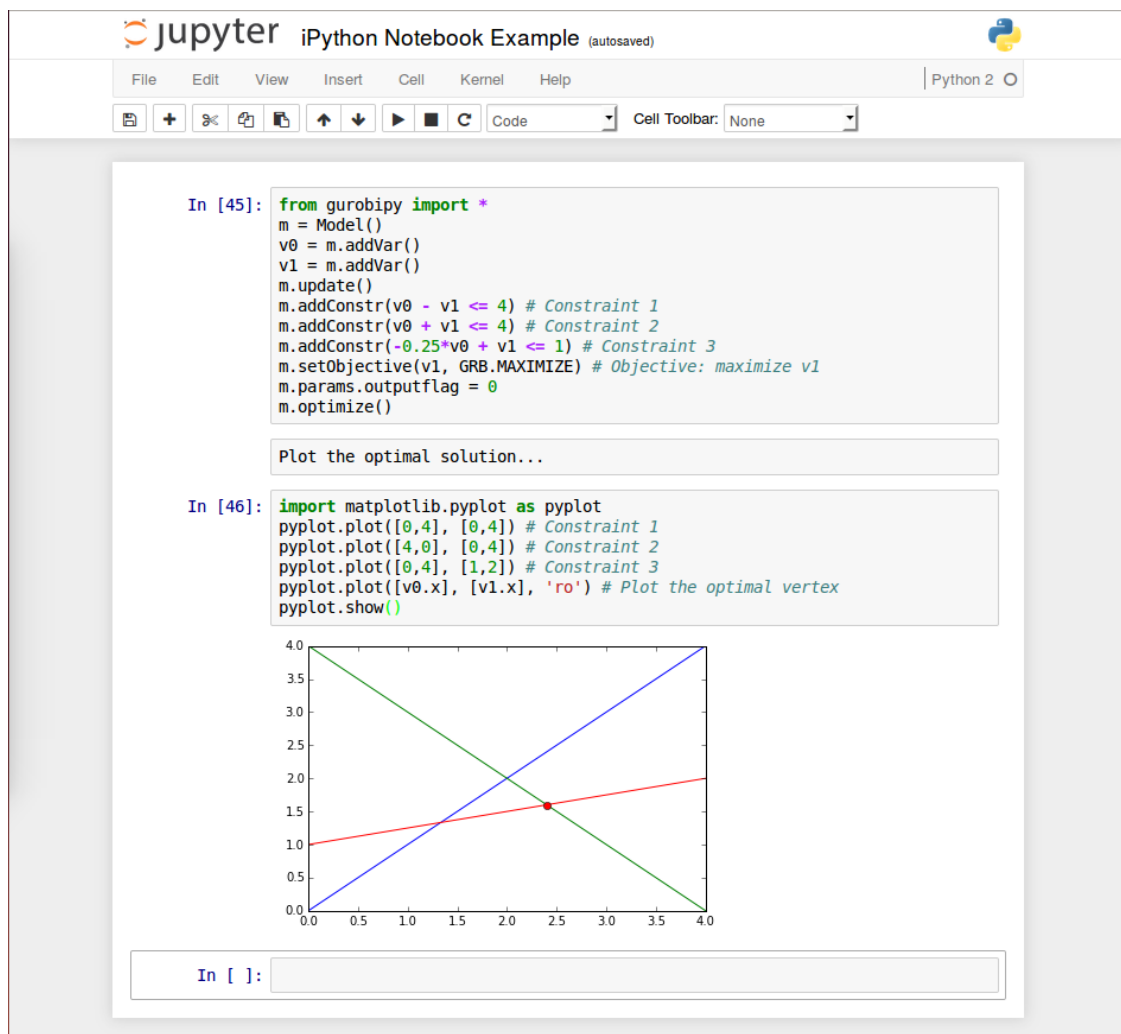 jupyter iPython Notebook Example (autosaved)
File Edit View Insert Cell Kernel Help Python 2
Code Cell Toolbar: None
In [45]: from gurobipy import *
m = Model()
v0 = m.addVar()
v1 = m.addVar()
m.update()
m.addConstr(v0 - v1 <= 4) # Constraint 1
m.addConstr(v0 + v1 <= 4) # Constraint 2
m.addConstr(-0.25*v0 + v1 <= 1) # Constraint 3
m.setObjective(v1, GRB.MAXIMIZE) # Objective: maximize v1
m.params.outputflag = 0
m.optimize()
Plot the optimal solution...
In [46]: import matplotlib.pyplot as pyplot
pyplot.plot([0,4], [0,4]) # Constraint 1
pyplot.plot([4,0], [0,4]) # Constraint 2
pyplot.plot([0,4], [1,2]) # Constraint 3
pyplot.plot([v0.x], [v1.x], 'ro') # Plot the optimal vertex
pyplot.show()
4.0
3.5
3.0
2.5
2.0
1.5
1.0
0.5
0.0
0.0 0.5 1.0 1.5 2.0 2.5 3.0 3.5 4.0
In [ ]: